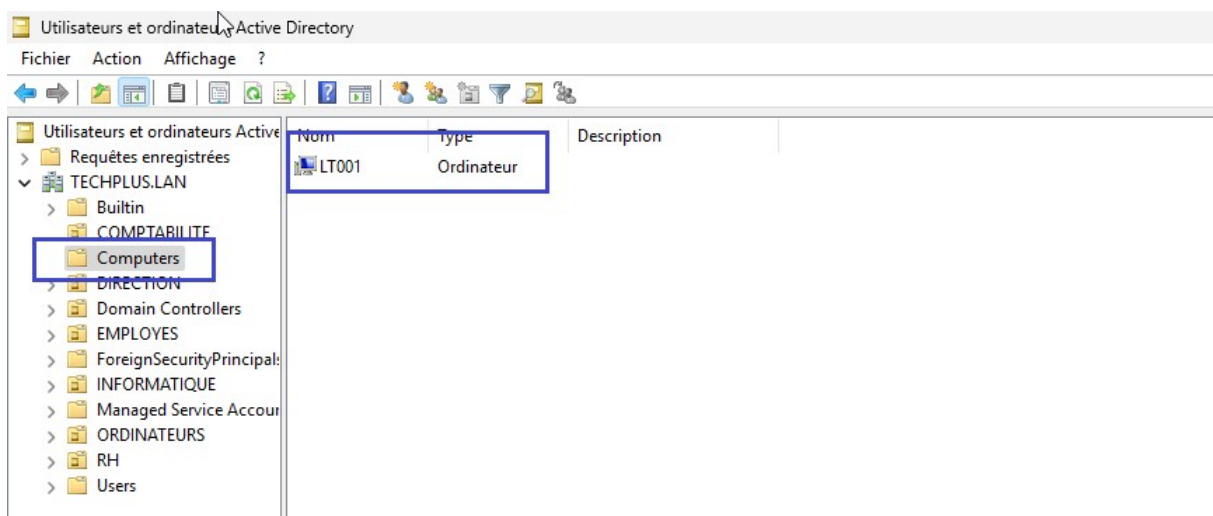 Utilisateurs et ordinateurs Active Directory
Fichier Action Affichage ?
Utilisateurs et ordinateurs Active
Requêtes enregistrées
TECHPLUS.LAN
Builtin
COMPTABILITE
Computers
DIRECTION
Domain Controllers
EMPLOYES
ForeignSecurityPrincipals
INFORMATIQUE
Managed Service Accoun
ORDINATEURS
RH
Users
Nom Type Description
LT001 Ordinateur